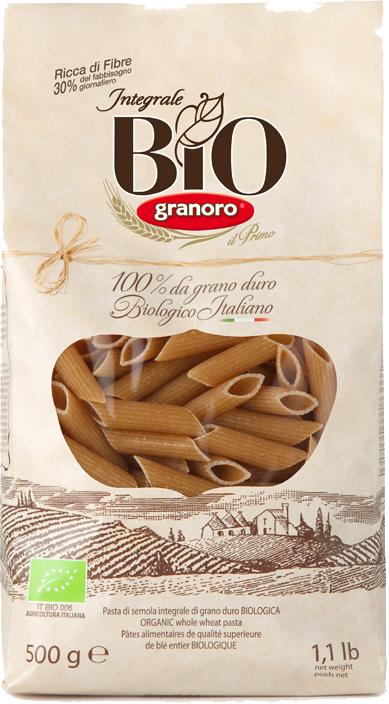 Ricca di Fibre
30% del fabbisogno
giornaliero
Integrale
BIO
granoro®
il Primo
100% da grano duro
Biologico Italiano
IT BIO 006
AGRICOLTURA ITALIANA
Pasta di semola integrale di grano duro BIOLOGICA
ORGANIC whole wheat pasta
Pâtes alimentaires de qualité superieure
de blé entier BIOLOGIQUE
500 g ℮
1,1 lb
net weight
poids net